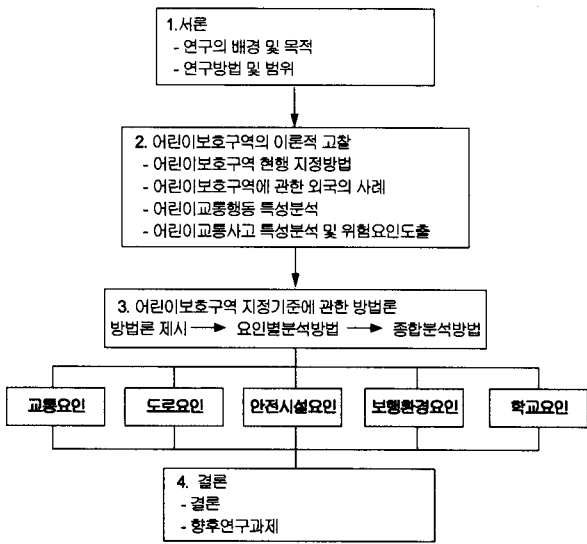 1.서론
- 연구의 배경 및 목적
- 연구방법 및 범위
2. 어린이보호구역의 이론적 고찰
- 어린이보호구역 현행 지정방법
- 어린이보호구역에 관한 외국의 사례
- 어린이교통행동 특성분석
- 어린이교통사고 특성분석 및 위험요인도출
3. 어린이보호구역 지정기준에 관한 방법론
방법론 제시 → 요인별분석방법 → 종합분석방법
교통요인 도로요인 안전시설요인 보행환경요인 학교요인
4. 결론
- 결론
- 향후연구과제